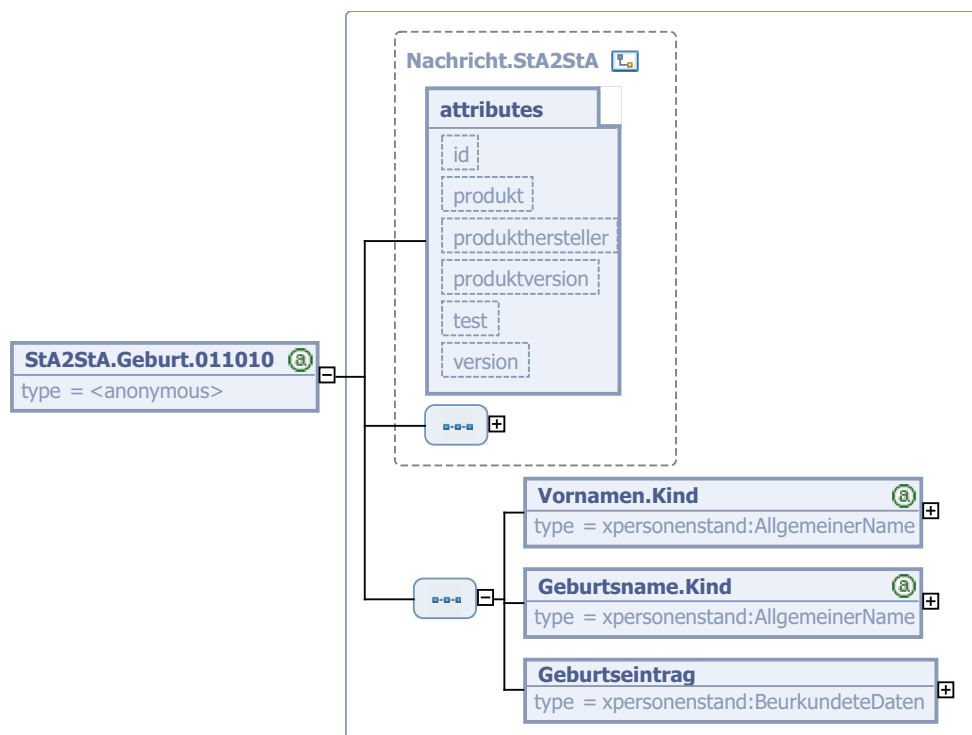 Nachricht.StA2StA
attributes
id
produkt
produkthersteller
produktversion
test
version
StA2StA.Geburt.011010 a
type = <anonymous>
Vornamen.Kind a
type = xpersonenstand:AllgemeinerName
Geburtsname.Kind a
type = xpersonenstand:AllgemeinerName
Geburtseintrag
type = xpersonenstand:BeurkundeteDaten